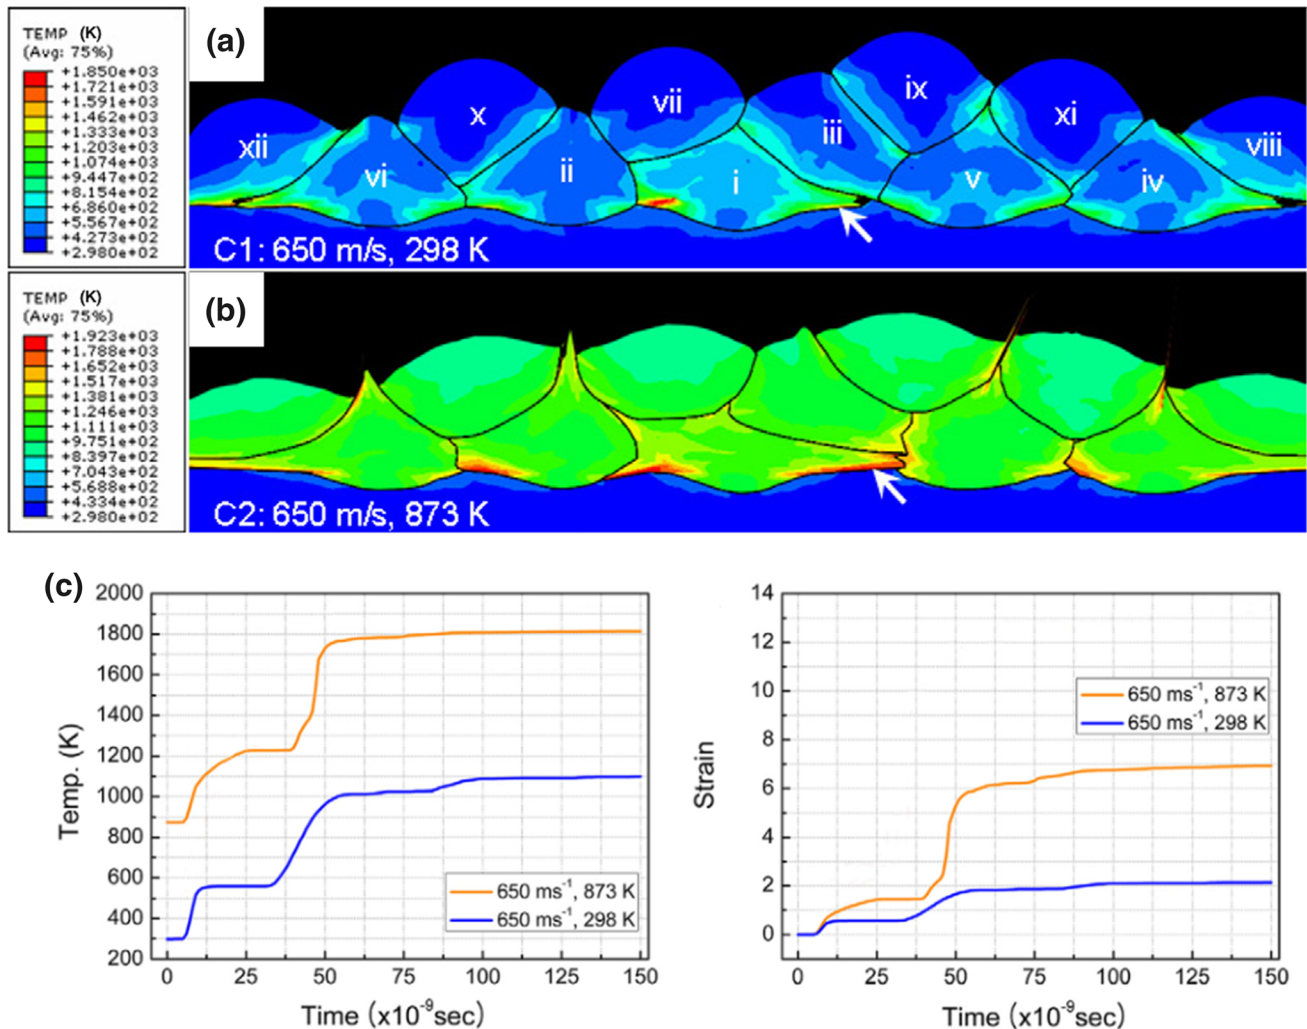 TEMP (K)
(Avg: 75%)
+1.850e+03
+1.721e+03
+1.591e+03
+1.462e+03
+1.333e+03
+1.203e+03
+1.074e+03
+9.447e+02
+8.154e+02
+6.860e+02
+5.567e+02
+4.273e+02
+2.980e+02
(a)
xii
vi
x
ii
vii
i
iii
ix
v
xi
iv
viii
C1: 650 m/s, 298 K
TEMP (K)
(Avg: 75%)
+1.923e+03
+1.788e+03
+1.652e+03
+1.517e+03
+1.381e+03
+1.246e+03
+1.111e+03
+9.751e+02
+8.397e+02
+7.043e+02
+5.688e+02
+4.334e+02
+2.980e+02
(b)
C2: 650 m/s, 873 K
(c)
2000
1800
1600
1400
1200
1000
800
600
400
200
Temp. (K)
650 ms⁻¹, 873 K
650 ms⁻¹, 298 K
0 25 50 75 100 125 150
Time (x10⁻⁹sec)
14
12
10
8
6
4
2
0
Strain
650 ms⁻¹, 873 K
650 ms⁻¹, 298 K
0 25 50 75 100 125 150
Time (x10⁻⁹sec)